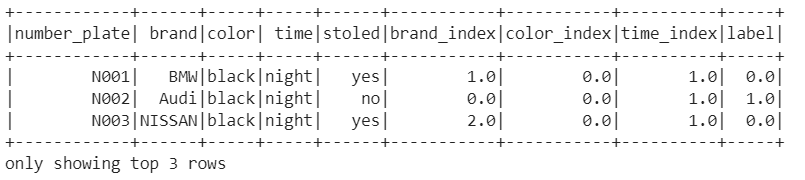 +------------+------+-----+-----+------+-----------+-----------+----------+-----+
|number_plate| brand|color| time|stoled|brand_index|color_index|time_index|label|
+------------+------+-----+-----+------+-----------+-----------+----------+-----+
|        N001|   BMW|black|night|   yes|        1.0|        0.0|       1.0|  0.0|
|        N002|  Audi|black|night|    no|        0.0|        0.0|       1.0|  1.0|
|        N003|NISSAN|black|night|   yes|        2.0|        0.0|       1.0|  0.0|
+------------+------+-----+-----+------+-----------+-----------+----------+-----+
only showing top 3 rows